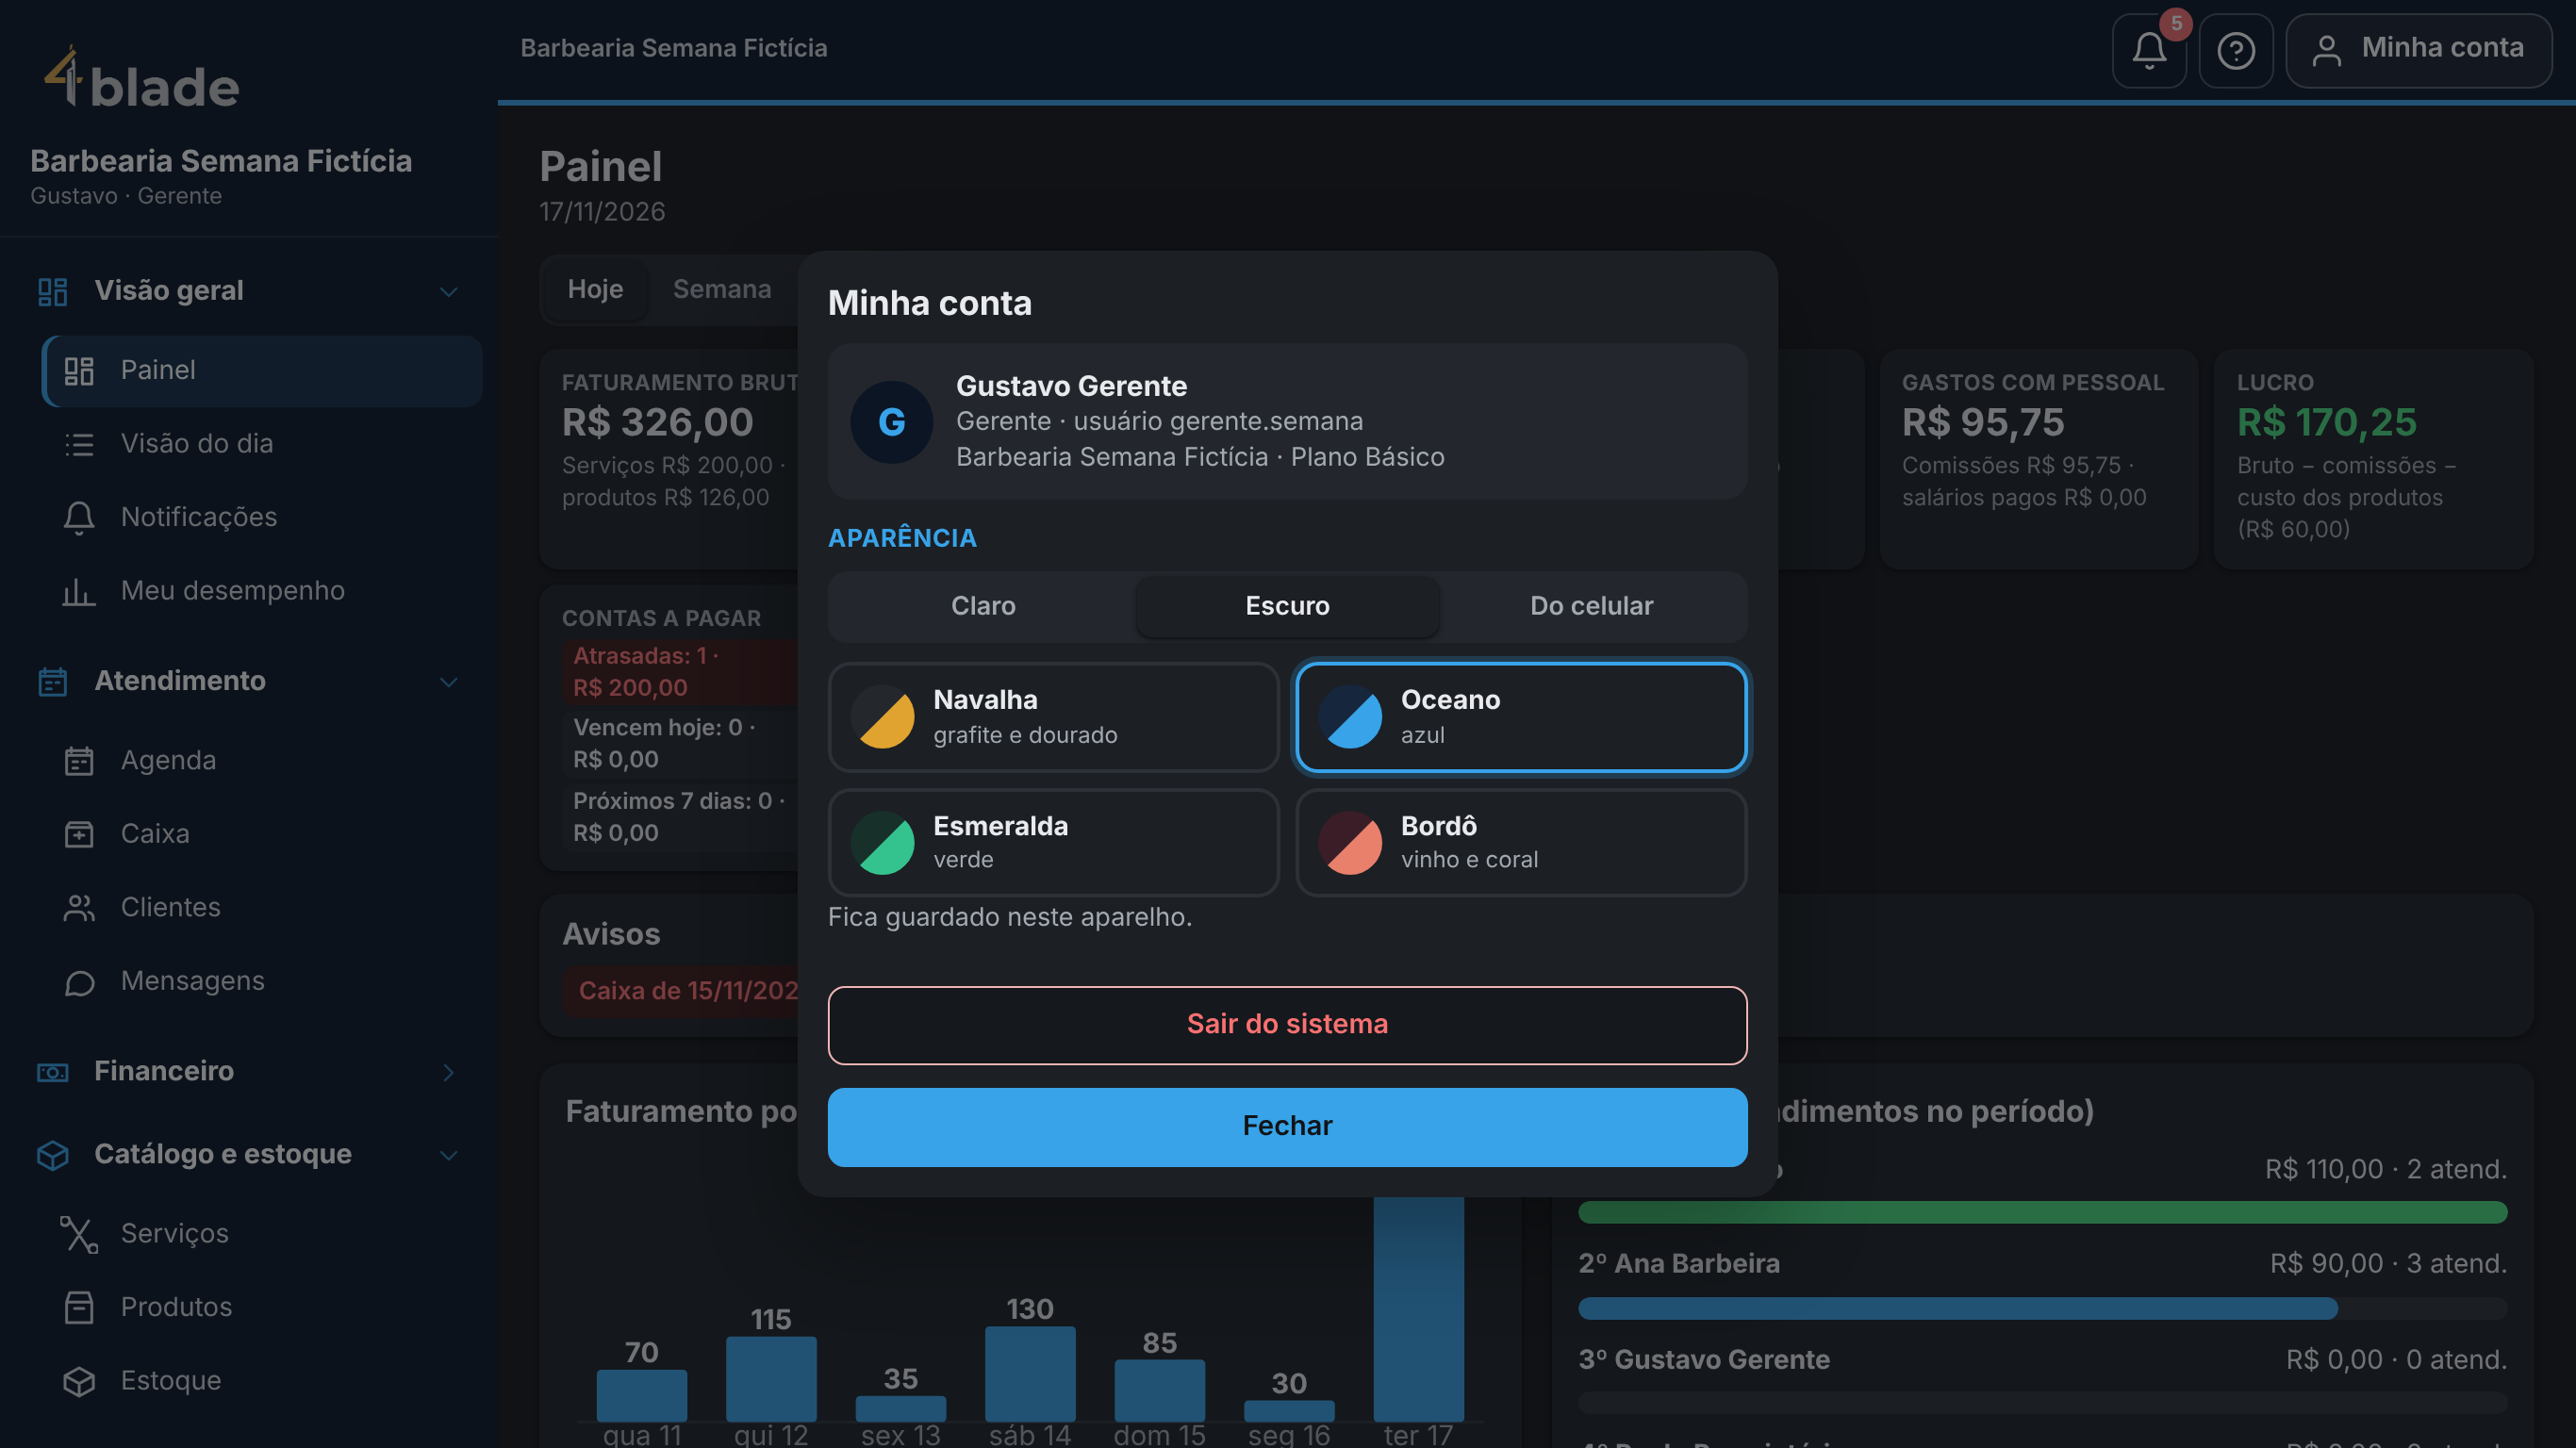 4blade
Barbearia Semana Fictícia
Gustavo · Gerente
Visão geral
Painel
Visão do dia
Notificações
Meu desempenho
Atendimento
Agenda
Caixa
Clientes
Mensagens
Financeiro
Catálogo e estoque
Serviços
Produtos
Estoque
Barbearia Semana Fictícia
5
Minha conta
Painel
17/11/2026
Hoje
Semana
FATURAMENTO BRUT
R$ 326,00
Serviços R$ 200,00 ·
produtos R$ 126,00
GASTOS COM PESSOAL
R$ 95,75
Comissões R$ 95,75 ·
salários pagos R$ 0,00
LUCRO
R$ 170,25
Bruto − comissões −
custo dos produtos
(R$ 60,00)
CONTAS A PAGAR
Atrasadas: 1 ·
R$ 200,00
Vencem hoje: 0 ·
R$ 0,00
Próximos 7 dias: 0 ·
R$ 0,00
Avisos
Caixa de 15/11/202
Minha conta
G
Gustavo Gerente
Gerente · usuário gerente.semana
Barbearia Semana Fictícia · Plano Básico
APARÊNCIA
Claro
Escuro
Do celular
Navalha
grafite e dourado
Oceano
azul
Esmeralda
verde
Bordô
vinho e coral
Fica guardado neste aparelho.
Sair do sistema
Fechar
Faturamento po
70
115
35
130
85
30
qua 11
qui 12
sex 13
sáb 14
dom 15
seg 16
ter 17
dimentos no período)
R$ 110,00 · 2 atend.
2º Ana Barbeira
R$ 90,00 · 3 atend.
3º Gustavo Gerente
R$ 0,00 · 0 atend.